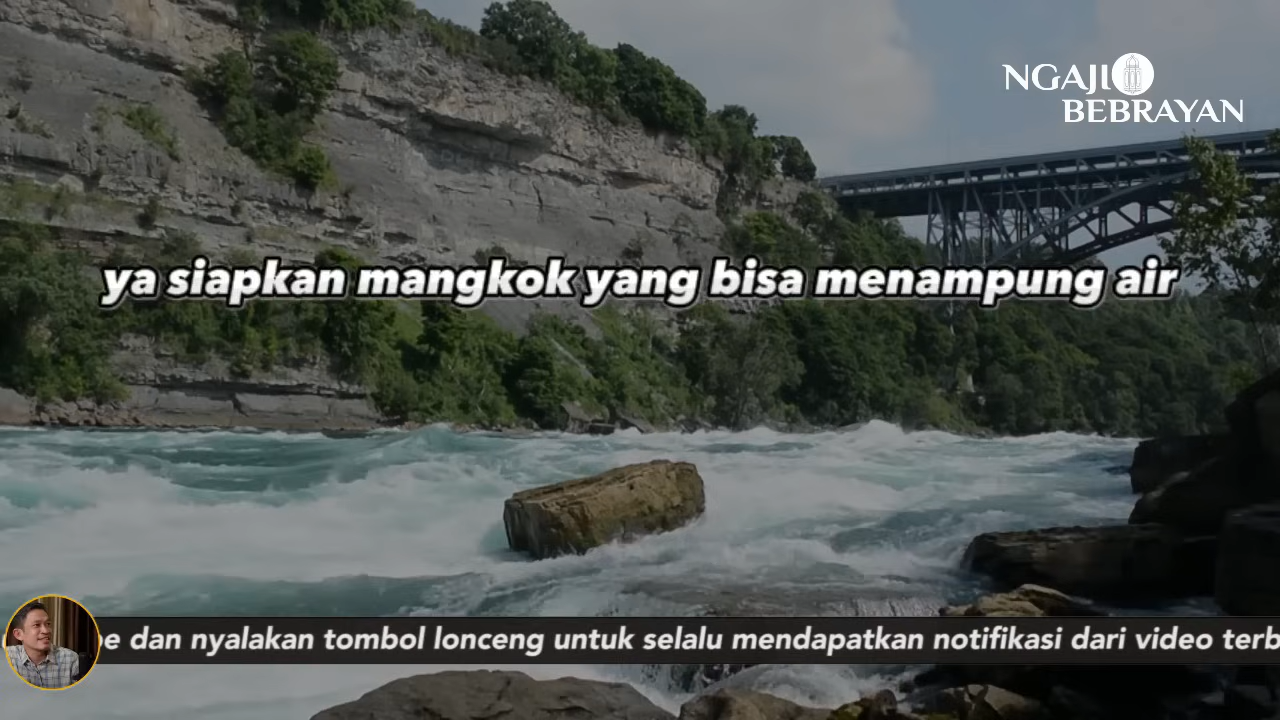 NGAJI
BEBRAYAN
ya siapkan mangkok yang bisa menampung air
dan nyalakan tombol lonceng untuk selalu mendapatkan notifikasi dari video